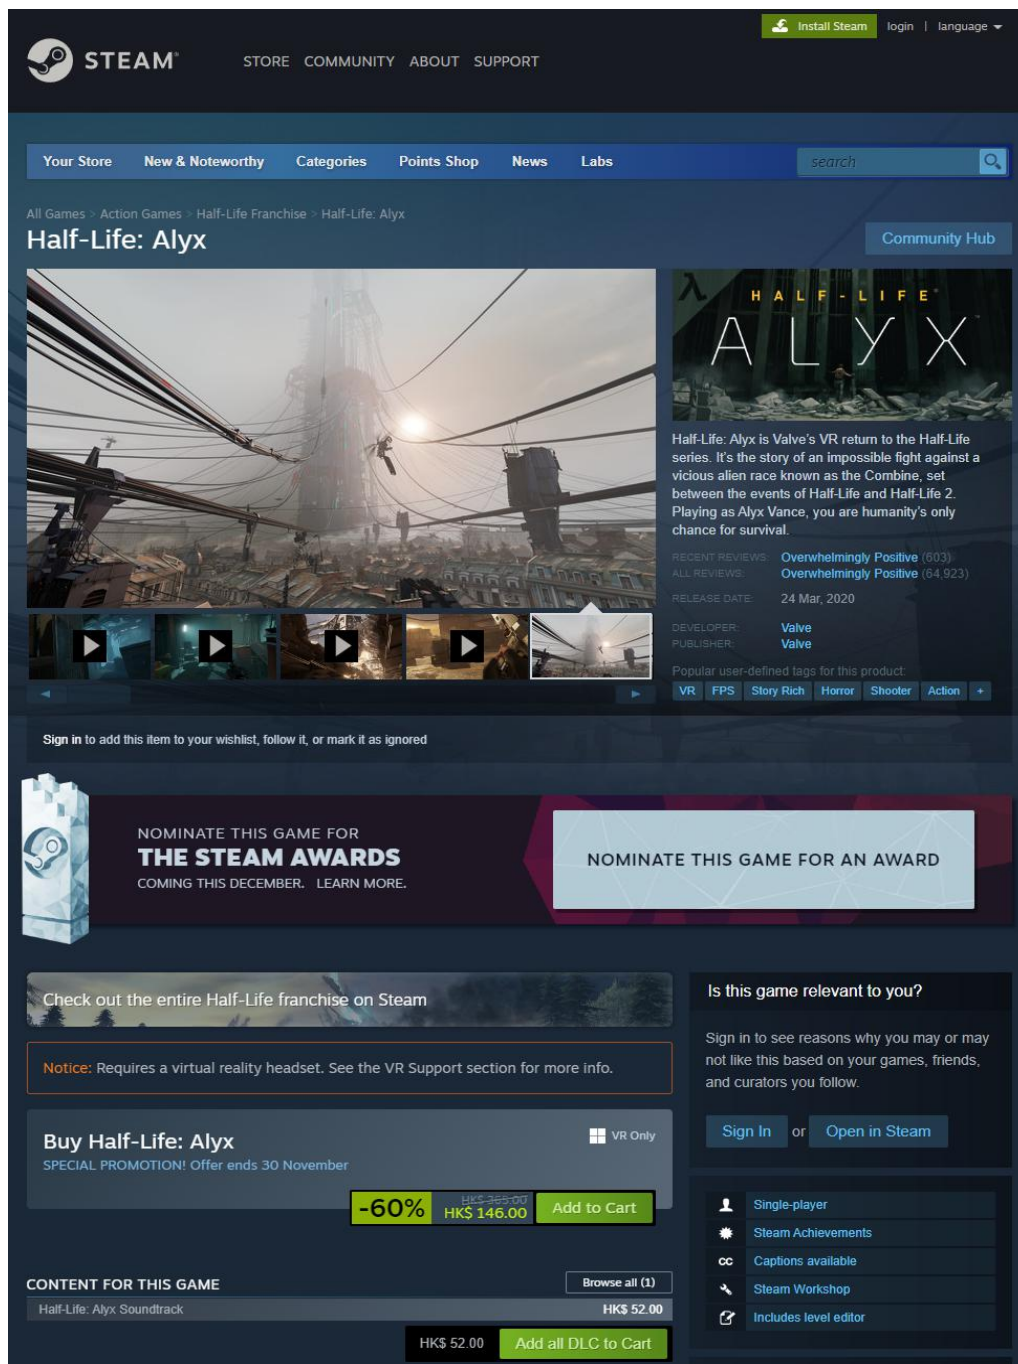 Install Steam login | language
STEAM®
STORE COMMUNITY ABOUT SUPPORT
Your Store New & Noteworthy Categories Points Shop News Labs search
All Games > Action Games > Half-Life Franchise > Half-Life: Alyx
Half-Life: Alyx
Community Hub
HALF-LIFE
ALYX
Half-Life: Alyx is Valve's VR return to the Half-Life
series. It's the story of an impossible fight against a
vicious alien race known as the Combine, set
between the events of Half-Life and Half-Life 2.
Playing as Alyx Vance, you are humanity's only
chance for survival.
RECENT REVIEWS: Overwhelmingly Positive (603)
ALL REVIEWS: Overwhelmingly Positive (64,923)
RELEASE DATE: 24 Mar, 2020
DEVELOPER: Valve
PUBLISHER: Valve
Popular user-defined tags for this product:
VR FPS Story Rich Horror Shooter Action +
Sign in to add this item to your wishlist, follow it, or mark it as ignored
NOMINATE THIS GAME FOR
THE STEAM AWARDS
COMING THIS DECEMBER. LEARN MORE.
NOMINATE THIS GAME FOR AN AWARD
Check out the entire Half-Life franchise on Steam
Notice: Requires a virtual reality headset. See the VR Support section for more info.
Buy Half-Life: Alyx
VR Only
SPECIAL PROMOTION! Offer ends 30 November
-60% HK$ 365.00
HK$ 146.00 Add to Cart
CONTENT FOR THIS GAME Browse all (1)
Half-Life: Alyx Soundtrack HK$ 52.00
HK$ 52.00 Add all DLC to Cart
Is this game relevant to you?
Sign in to see reasons why you may or may
not like this based on your games, friends,
and curators you follow.
Sign In or Open in Steam
Single-player
Steam Achievements
CC Captions available
Steam Workshop
Includes level editor